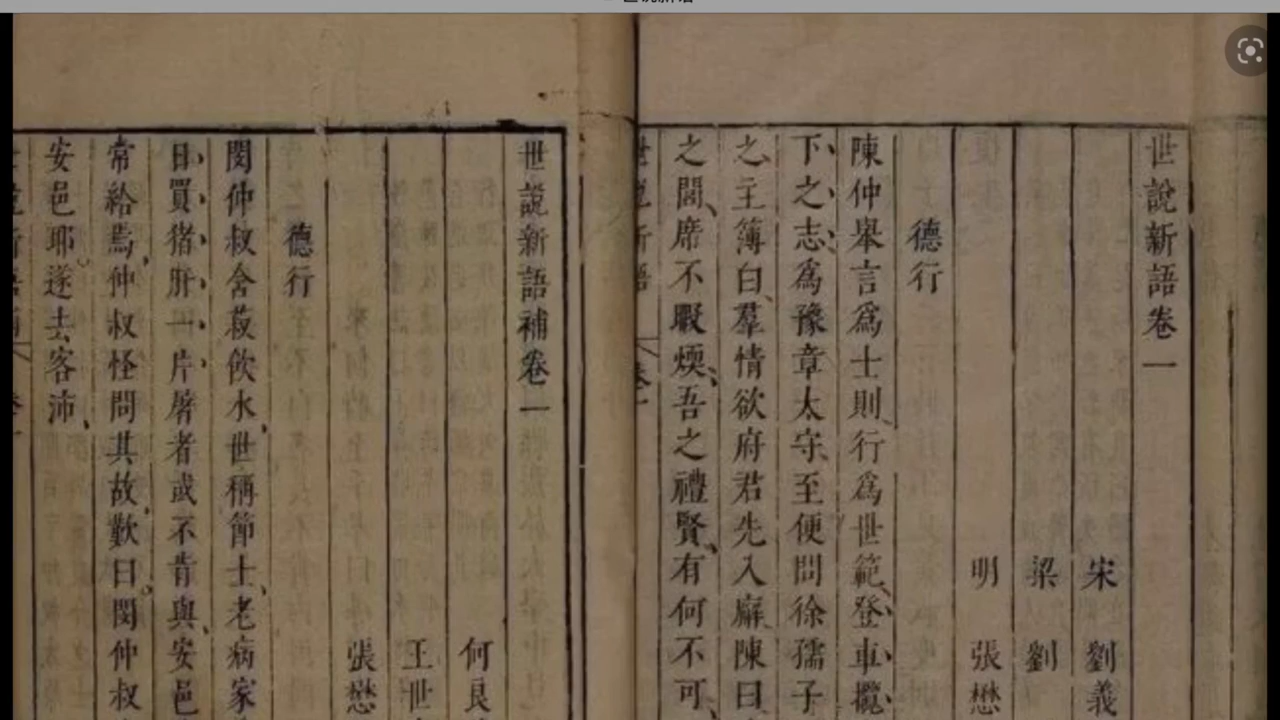 世說新語卷一
宋 劉義
梁 劉
明 張懋
德行
陳仲舉言爲士則行爲世範登車攬
下之志爲豫章太守至便問徐孺子
之主簿白羣情欲府君先入廨陳曰
之閭席不暇煗吾之禮賢有何不可
世說新語補卷一
何良
王世
張懋
德行
閔仲叔含菽飲水世稱節士老病家
日買猪肝一片屠者或不肯與安邑
常給焉仲叔怪問其故歎曰閔仲叔
安邑耶遂去客沛